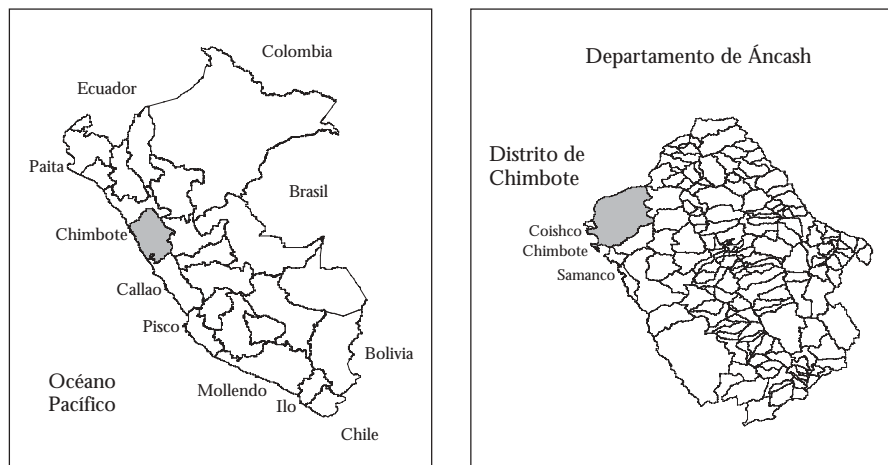 Colombia
Ecuador
Paita
Brasil
Chimbote
Callao
Pisco
Bolivia
Océano
Pacífico
Mollendo
Ilo
Chile
Departamento de Áncash
Distrito de
Chimbote
Coishco
Chimbote
Samanco